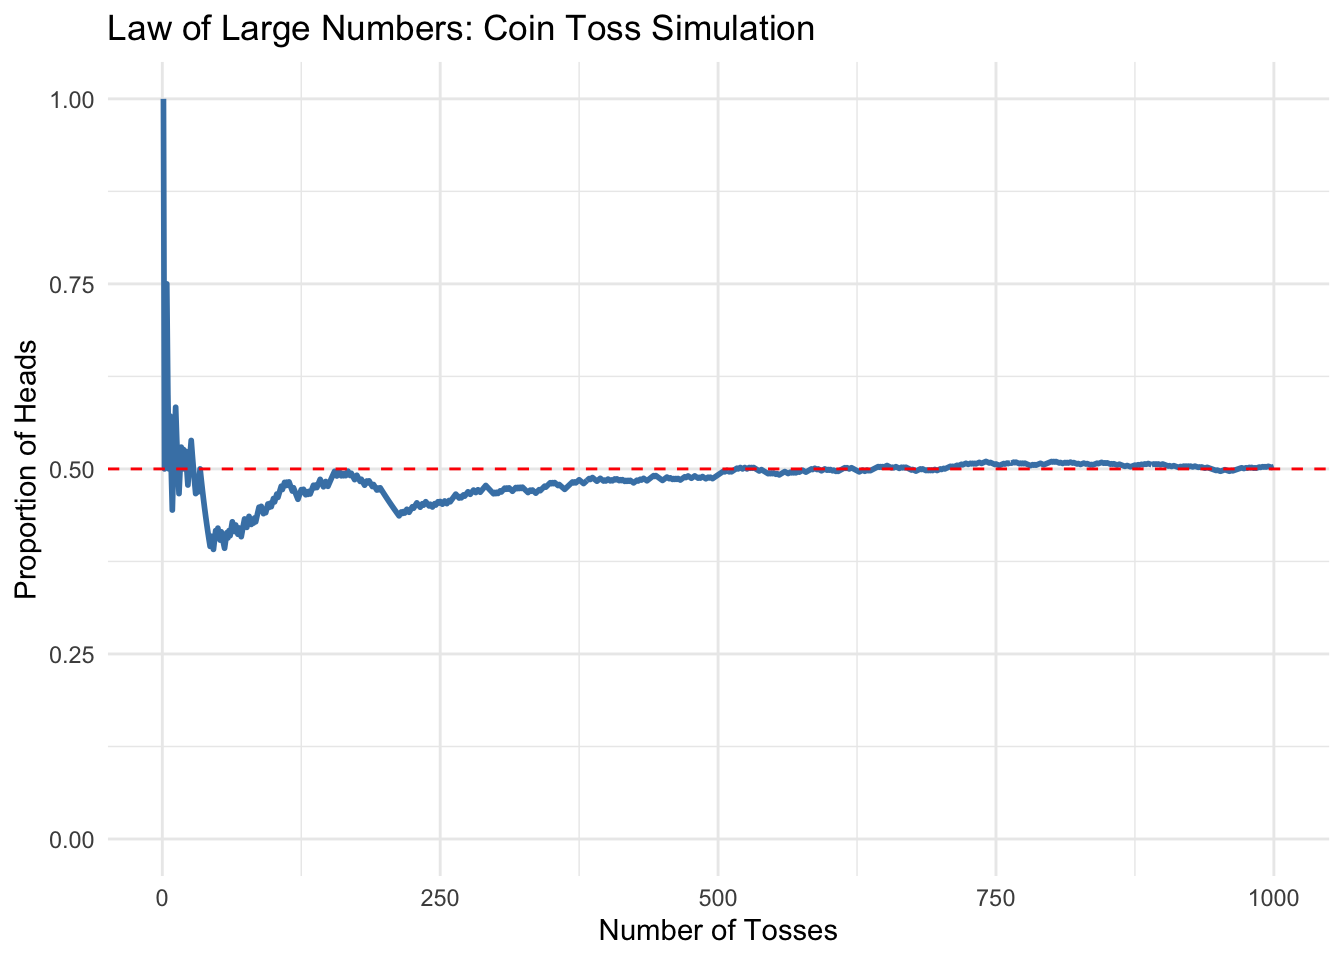 Law of Large Numbers: Coin Toss Simulation
1.00
0.75
0.50
0.25
0.00
Proportion of Heads
0 250 500 750 1000
Number of Tosses